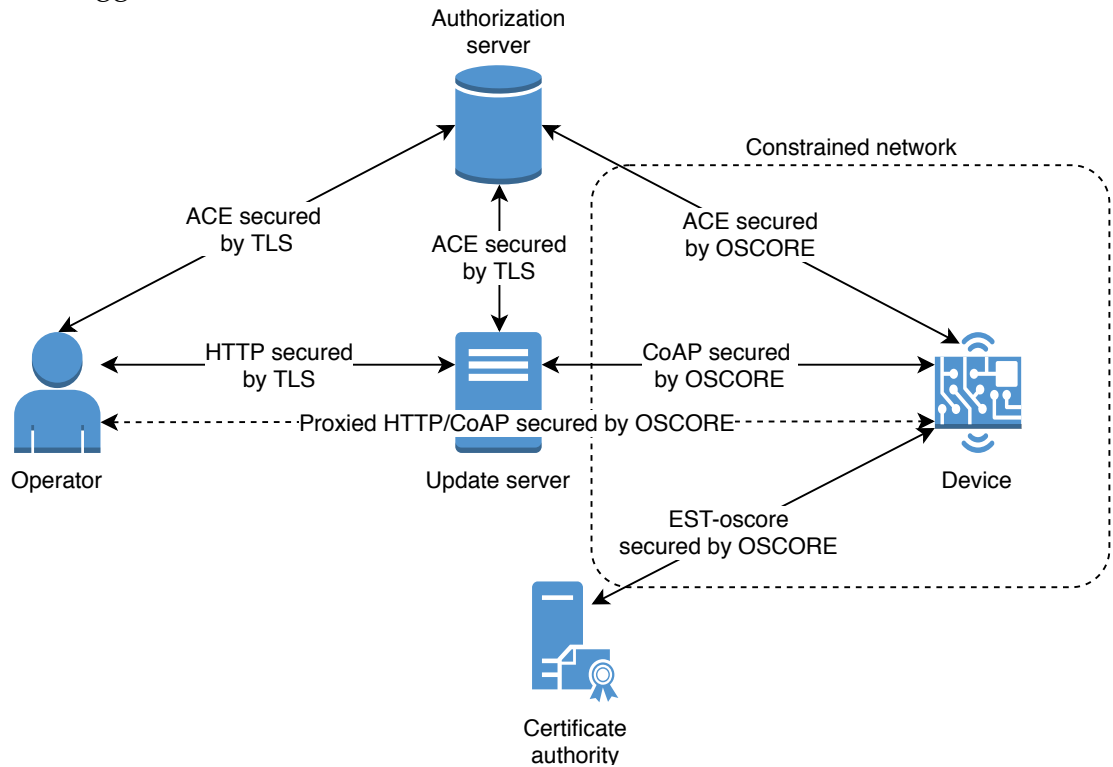 Authorization
server
Constrained network
ACE secured
by TLS
ACE secured
by TLS
ACE secured
by OSCORE
HTTP secured
by TLS
CoAP secured
by OSCORE
Proxied HTTP/CoAP secured by OSCORE
Operator
Update server
Device
EST-oscore
secured by OSCORE
Certificate
authority